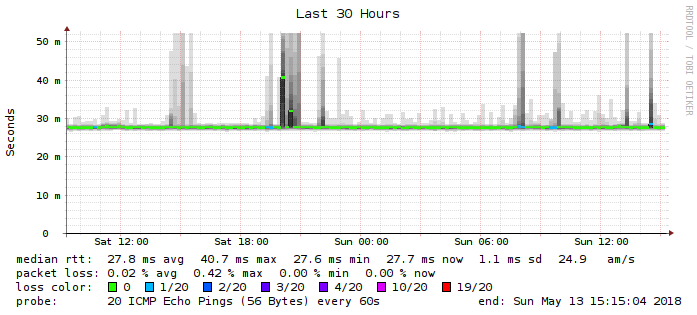 Last 30 Hours
RRDTOOL / TOBI OETIKER
Seconds
50 m
40 m
30 m
20 m
10 m
0
Sat 12:00 Sat 18:00 Sun 00:00 Sun 06:00 Sun 12:00
median rtt: 27.8 ms avg 40.7 ms max 27.6 ms min 27.7 ms now 1.1 ms sd 24.9 am/s
packet loss: 0.02 % avg 0.42 % max 0.00 % min 0.00 % now
loss color: 0 1/20 2/20 3/20 4/20 10/20 19/20
probe: 20 ICMP Echo Pings (56 Bytes) every 60s end: Sun May 13 15:15:04 2018